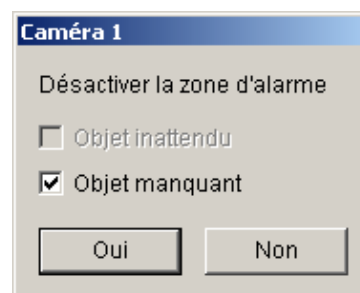 Caméra 1
Désactiver la zone d'alarme
Objet inattendu
Objet manquant
Oui Non